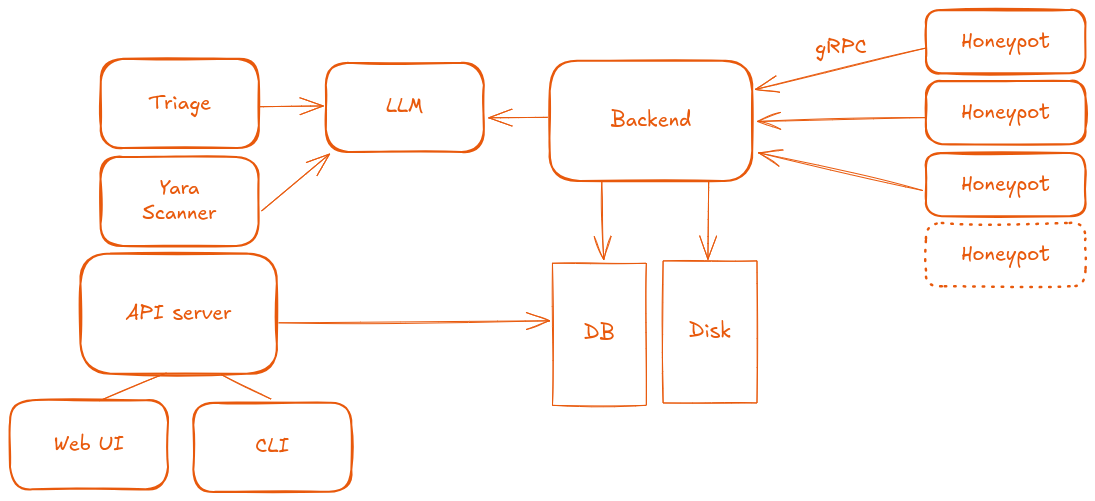 gRPC
Honeypot
Triage
LLM
Backend
Honeypot
Yara
Scanner
Honeypot
Honeypot
API server
DB
Disk
Web UI
CLI